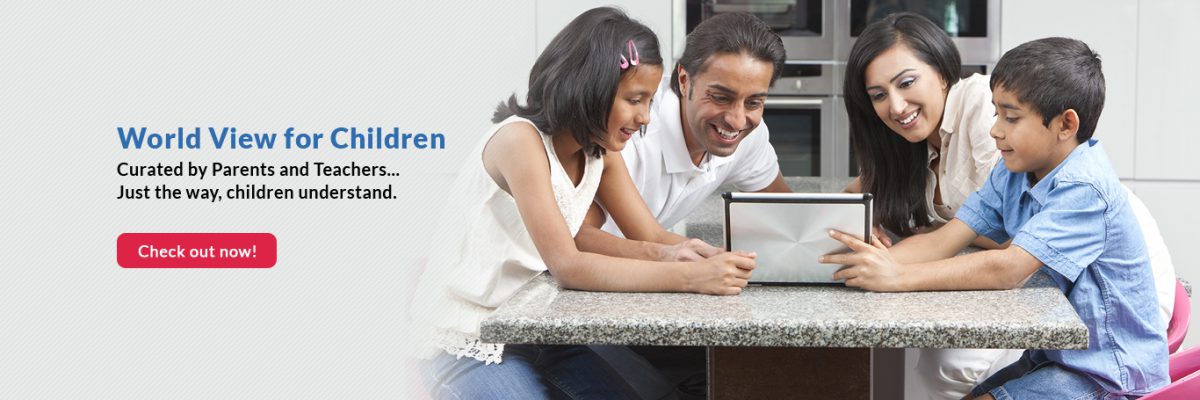 World View for Children
Curated by Parents and Teachers...
Just the way, children understand.
Check out now!